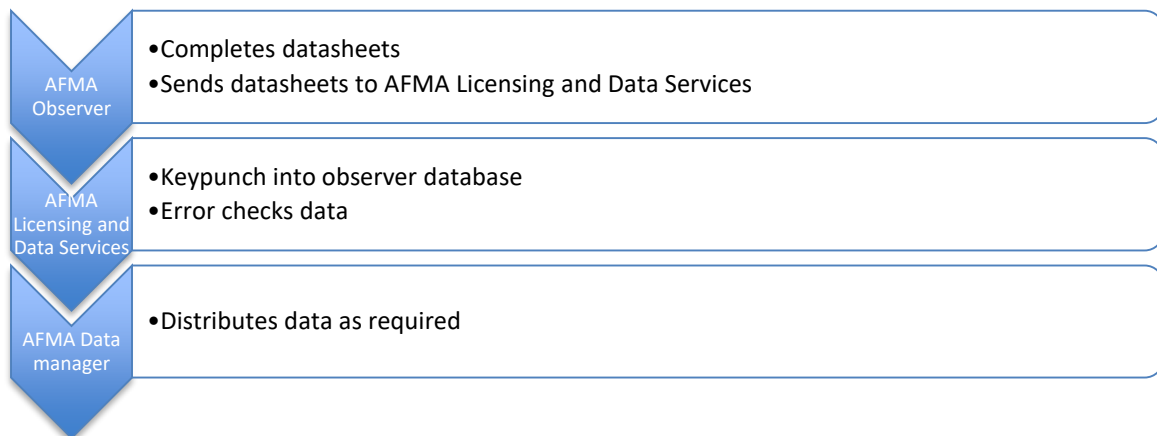 AFMA
Observer
•Completes datasheets
•Sends datasheets to AFMA Licensing and Data Services
AFMA
Licensing and
Data Services
•Keypunch into observer database
•Error checks data
AFMA Data
manager
•Distributes data as required